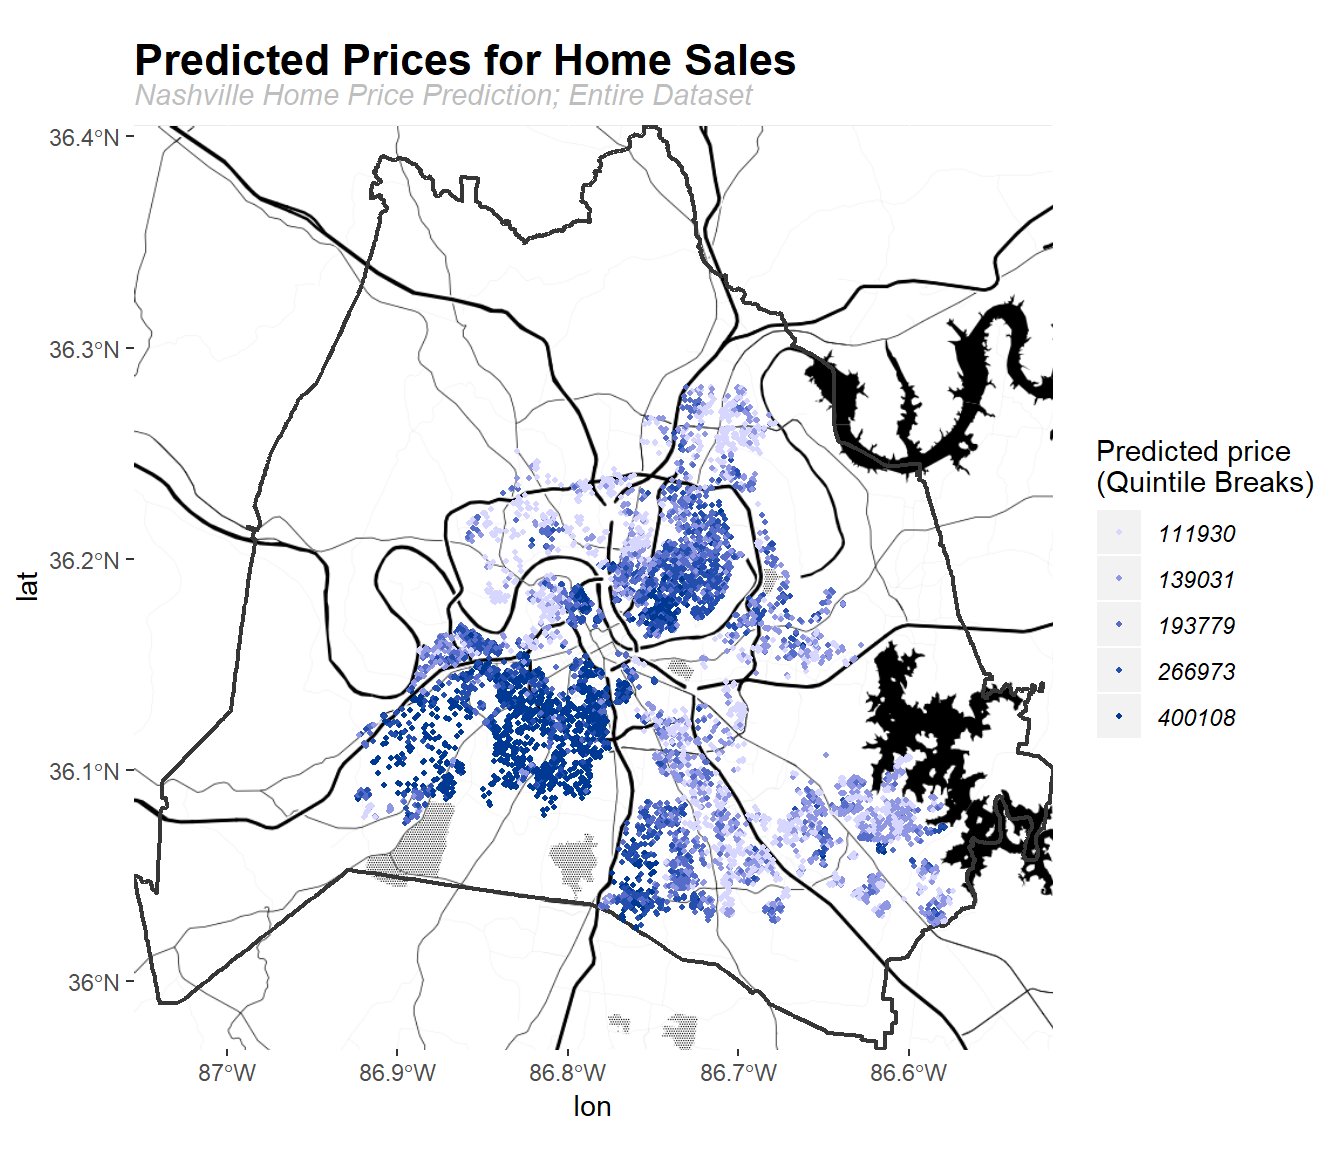 Predicted Prices for Home Sales
Nashville Home Price Prediction; Entire Dataset
36.4°N
36.3°N
36.2°N
36.1°N
36°N
lat
87°W
86.9°W
86.8°W
86.7°W
86.6°W
lon
Predicted price
(Quintile Breaks)
111930
139031
193779
266973
400108